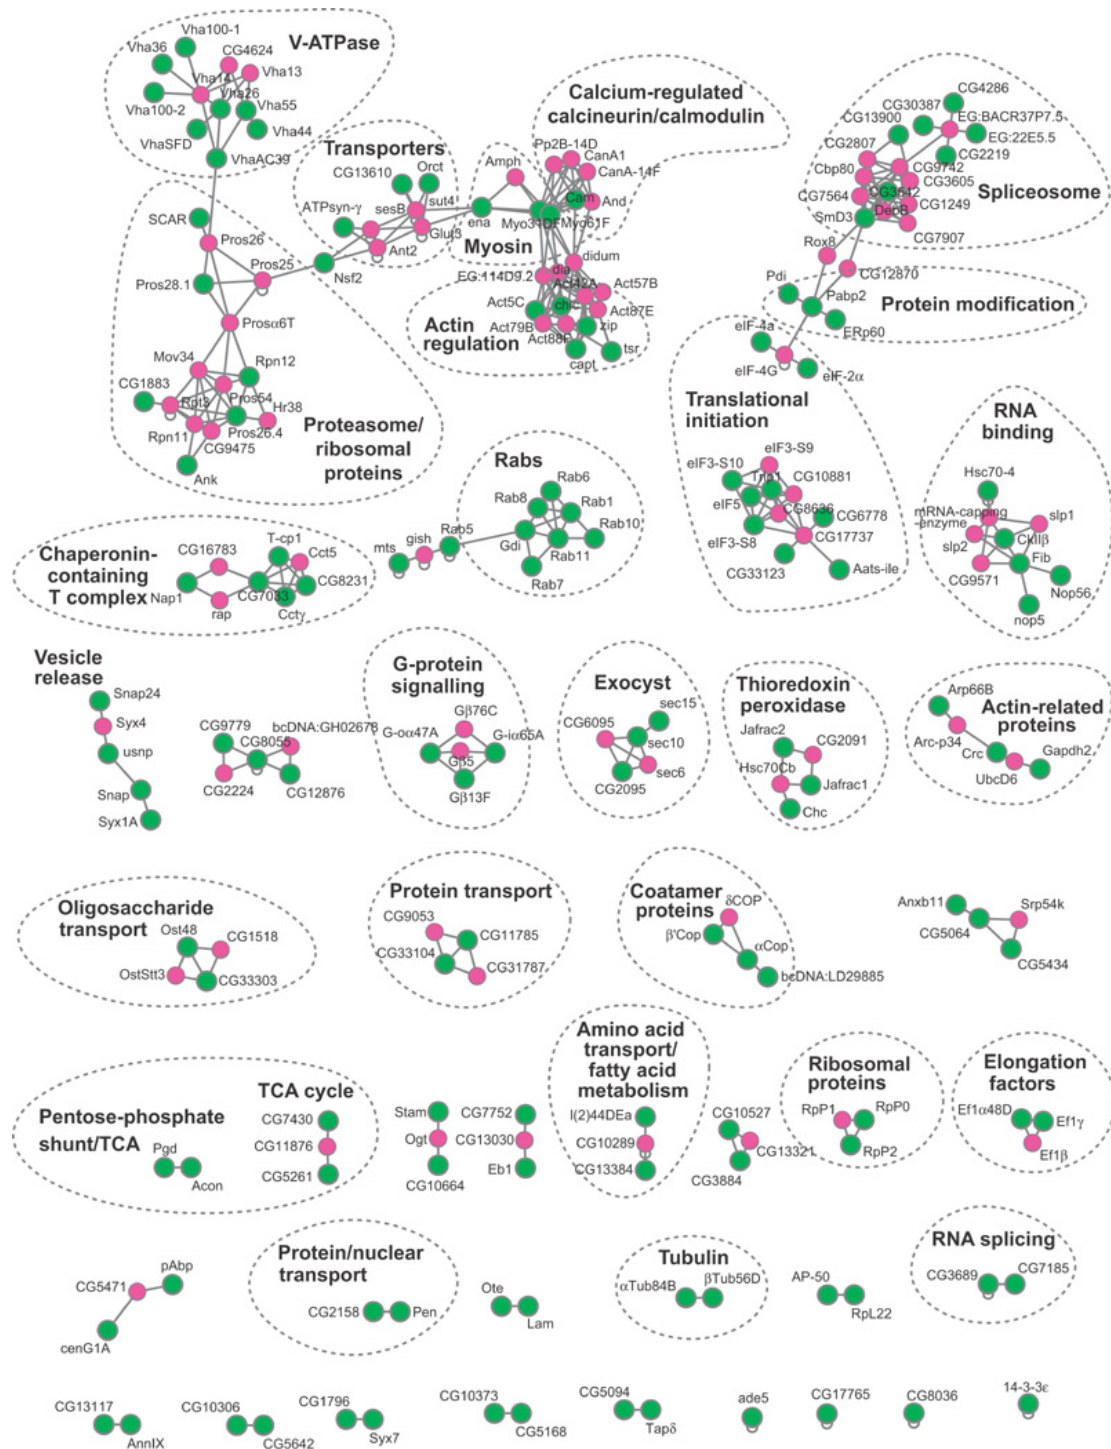 Vha100-1
Vha36
CG4624
V-ATPase
Vha13
Vha14
Vha26
Vha100-2
Vha55
VhaSFD
Vha44
VhaAC39
Transporters
CG13610
Orct
ATPsyn-γ
sesB
sut4
Glut3
Ant2
Nsf2
Calcium-regulated
calcineurin/calmodulin
Pp2B-14D
Amph
CanA1
CanA-14F
Cam
And
ena
Myo31DF
Myo61F
Myosin
didum
EG:114D9.2
dia
Act42A
Act57B
Act5C
chic
Act87E
Act79B
Act88F
zip
tsr
capt
Actin
regulation
CG4286
CG30387
CG13900
EG:BACR37P7.5
EG:22E5.5
CG2807
CG2219
Cbp80
CG9742
CG3605
CG7564
CG3542
Spliceosome
CG1249
SmD3
DebB
CG7907
Rox8
CG12870
Pdi
Pabp2
Protein modification
ERp60
eIF-4a
eIF-4G
eIF-2α
SCAR
Pros26
Pros25
Pros28.1
Prosα6T
Mov34
Rpn12
CG1883
Rpt3
Pros54
Hr38
Rpn11
Pros26.4
CG9475
Ank
Proteasome/
ribosomal
proteins
Translational
initiation
eIF3-S9
eIF3-S10
Trip1
CG10881
eIF5
CG8636
CG6778
eIF3-S8
CG17737
CG33123
Aats-ile
RNA
binding
Hsc70-4
mRNA-capping
-enzyme
slp1
slp2
CkIIβ
Fib
CG9571
Nop56
nop5
Rabs
Rab6
Rab8
Rab1
Rab5
Rab10
gish
mts
Gdi
Rab11
Rab7
Chaperonin-
containing
T complex
CG16783
T-cp1
Cct5
CG8231
Nap1
CG7033
rap
Cctγ
Vesicle
release
Snap24
Syx4
usnp
Snap
Syx1A
CG9779
bcDNA:GH02678
CG8055
CG2224
CG12876
G-protein
signalling
Gβ76C
G-oα47A
G-iα65A
Gβ5
Gβ13F
Exocyst
sec15
CG6095
sec10
sec6
CG2095
Thioredoxin
peroxidase
Jafrac2
CG2091
Hsc70Cb
Jafrac1
Chc
Arp66B
Actin-related
proteins
Arc-p34
Crc
Gapdh2
UbcD6
Oligosaccharide
transport
Ost48
CG1518
OstStt3
CG33303
Protein transport
CG9053
CG11785
CG33104
CG31787
Coatamer
proteins
δCOP
β'Cop
αCop
bcDNA:LD29885
Anxb11
Srp54k
CG5064
CG5434
Pentose-phosphate
shunt/TCA
Pgd
Acon
TCA cycle
CG7430
CG11876
CG5261
Stam
Ogt
CG10664
CG7752
CG13030
Eb1
Amino acid
transport/
fatty acid
metabolism
l(2)44DEa
CG10289
CG13384
CG10527
CG13321
CG3884
Ribosomal
proteins
RpP1
RpP0
RpP2
Elongation
factors
Ef1α48D
Ef1γ
Ef1β
CG5471
pAbp
cenG1A
Protein/nuclear
transport
CG2158
Pen
Ote
Lam
Tubulin
αTub84B
βTub56D
AP-50
RpL22
RNA splicing
CG3689
CG7185
CG13117
AnnIX
CG10306
CG5642
CG1796
Syx7
CG10373
CG5168
CG5094
Tapδ
ade5
CG17765
CG8036
14-3-3ε